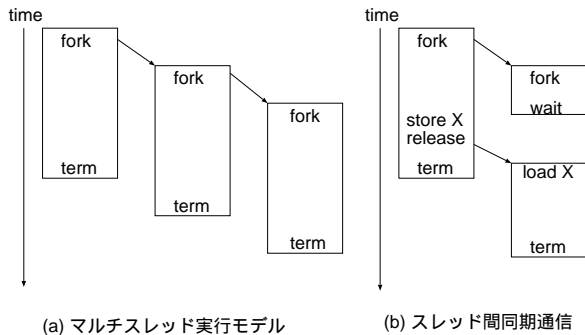 time
fork
fork
fork
term
term
term
(a) マルチスレッド実行モデル
time
fork
fork
wait
store X
release
term
load X
term
(b) スレッド間同期通信